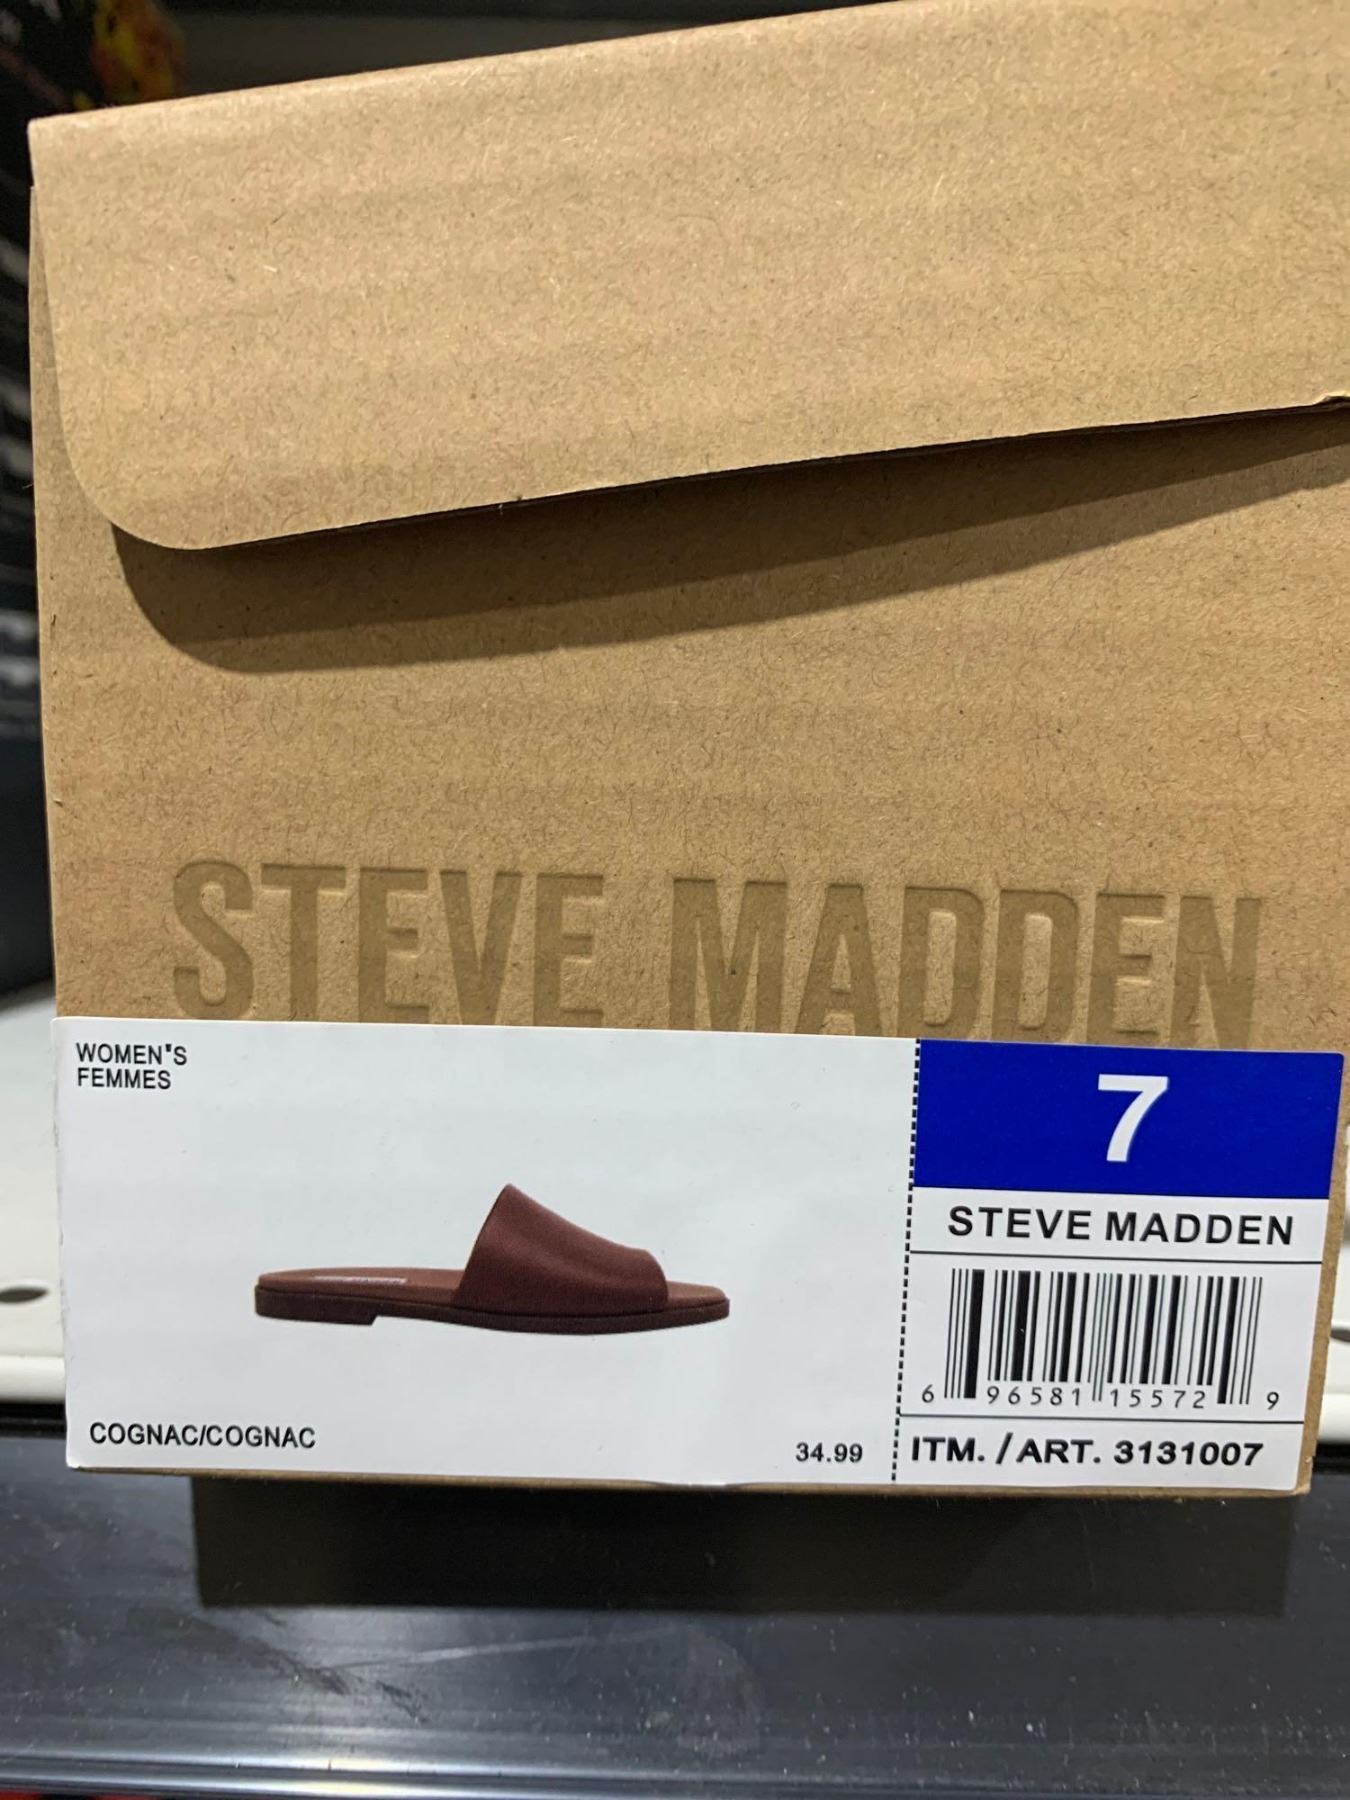 STEVE MADDEN
WOMEN'S
FEMMES
COGNAC/COGNAC
34.99
7
STEVE MADDEN
6 96581 15572 9
ITM. / ART. 3131007